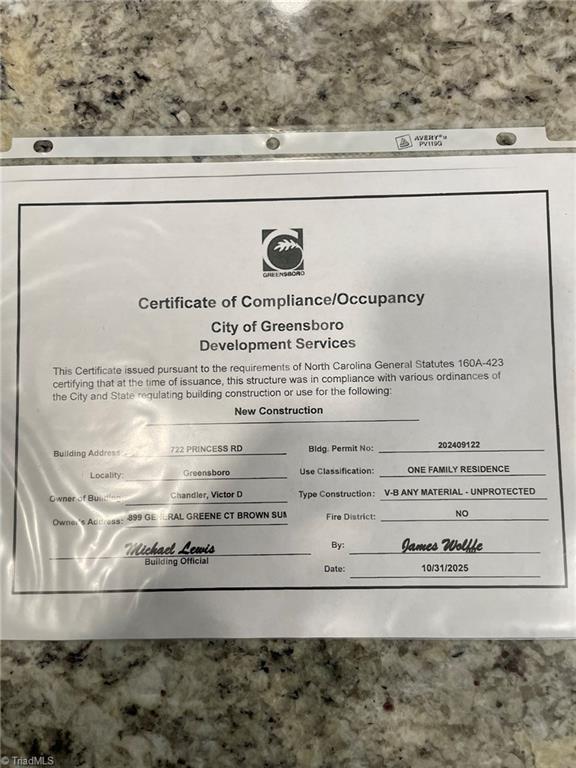 AVERY®
PV119G
GREENSBORO
Certificate of Compliance/Occupancy
City of Greensboro
Development Services
This Certificate issued pursuant to the requirements of North Carolina General Statutes 160A-423
certifying that at the time of issuance, this structure was in compliance with various ordinances of
the City and State regulating building construction or use for the following:
New Construction
Building Address: 722 PRINCESS RD Bldg. Permit No: 202409122
Locality: Greensboro Use Classification: ONE FAMILY RESIDENCE
Owner of Building: Chandler, Victor D Type Construction: V-B ANY MATERIAL - UNPROTECTED
Owner's Address: 899 GENERAL GREENE CT BROWN SUM Fire District: NO
Michael Lewis By: James Wolffe
Building Official
Date: 10/31/2025
© TriadMLS